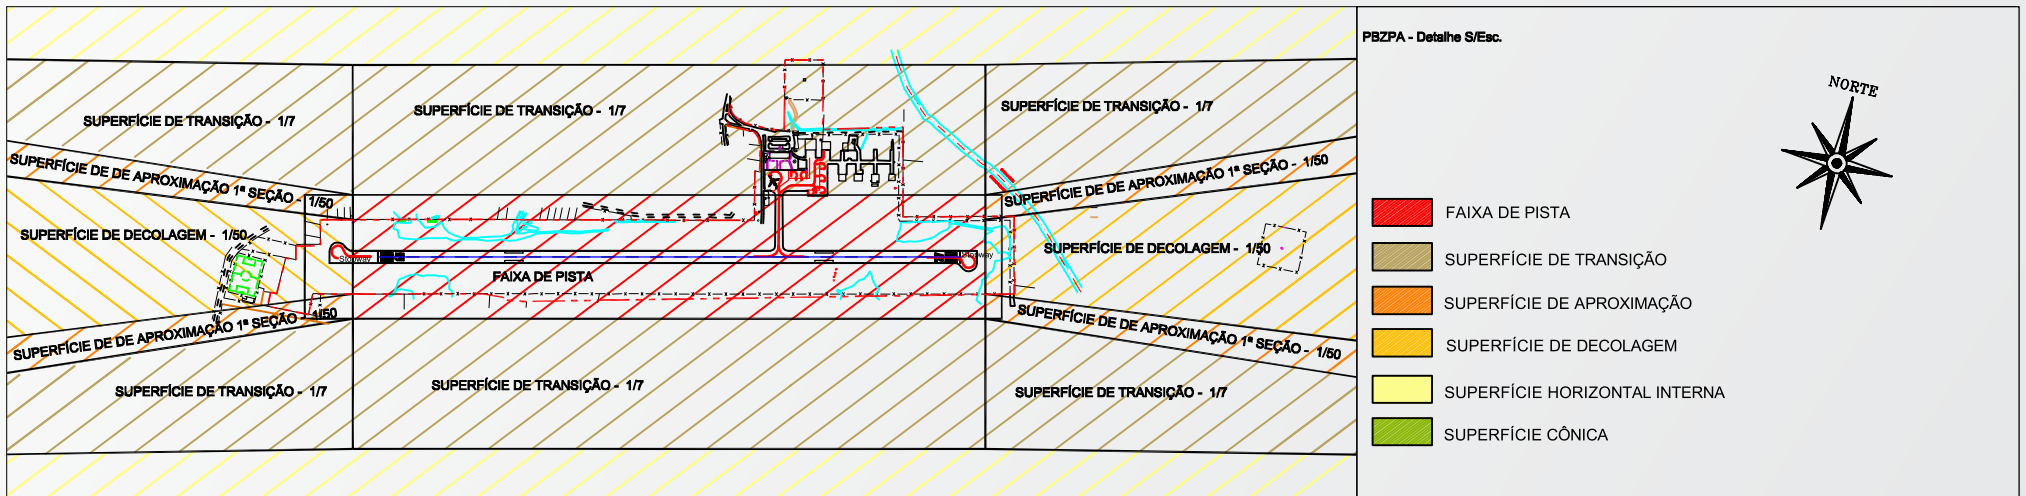 PBZPA - Detalhe S/Esc.
NORTE
SUPERFÍCIE DE TRANSIÇÃO - 1/7
SUPERFÍCIE DE TRANSIÇÃO - 1/7
SUPERFÍCIE DE TRANSIÇÃO - 1/7
SUPERFÍCIE DE DE APROXIMAÇÃO 1ª SEÇÃO - 1/50
SUPERFÍCIE DE DE APROXIMAÇÃO 1ª SEÇÃO - 1/50
SUPERFÍCIE DE DECOLAGEM - 1/50
SUPERFÍCIE DE DECOLAGEM - 1/50
Stopway
Stopway
FAIXA DE PISTA
SUPERFÍCIE DE DE APROXIMAÇÃO 1ª SEÇÃO - 1/50
SUPERFÍCIE DE DE APROXIMAÇÃO 1ª SEÇÃO - 1/50
SUPERFÍCIE DE TRANSIÇÃO - 1/7
SUPERFÍCIE DE TRANSIÇÃO - 1/7
SUPERFÍCIE DE TRANSIÇÃO - 1/7
FAIXA DE PISTA
SUPERFÍCIE DE TRANSIÇÃO
SUPERFÍCIE DE APROXIMAÇÃO
SUPERFÍCIE DE DECOLAGEM
SUPERFÍCIE HORIZONTAL INTERNA
SUPERFÍCIE CÔNICA